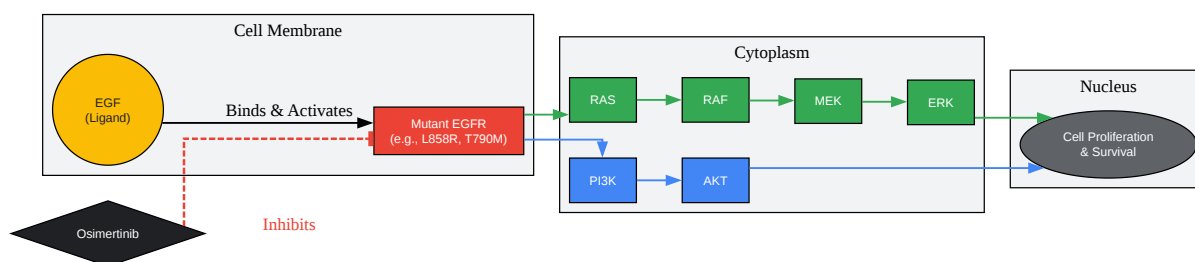 Cell Membrane
EGF
(Ligand)
Binds & Activates
Mutant EGFR
(e.g., L858R, T790M)
Osimertinib
Inhibits
Cytoplasm
RAS
RAF
MEK
ERK
PI3K
AKT
Nucleus
Cell Proliferation
& Survival